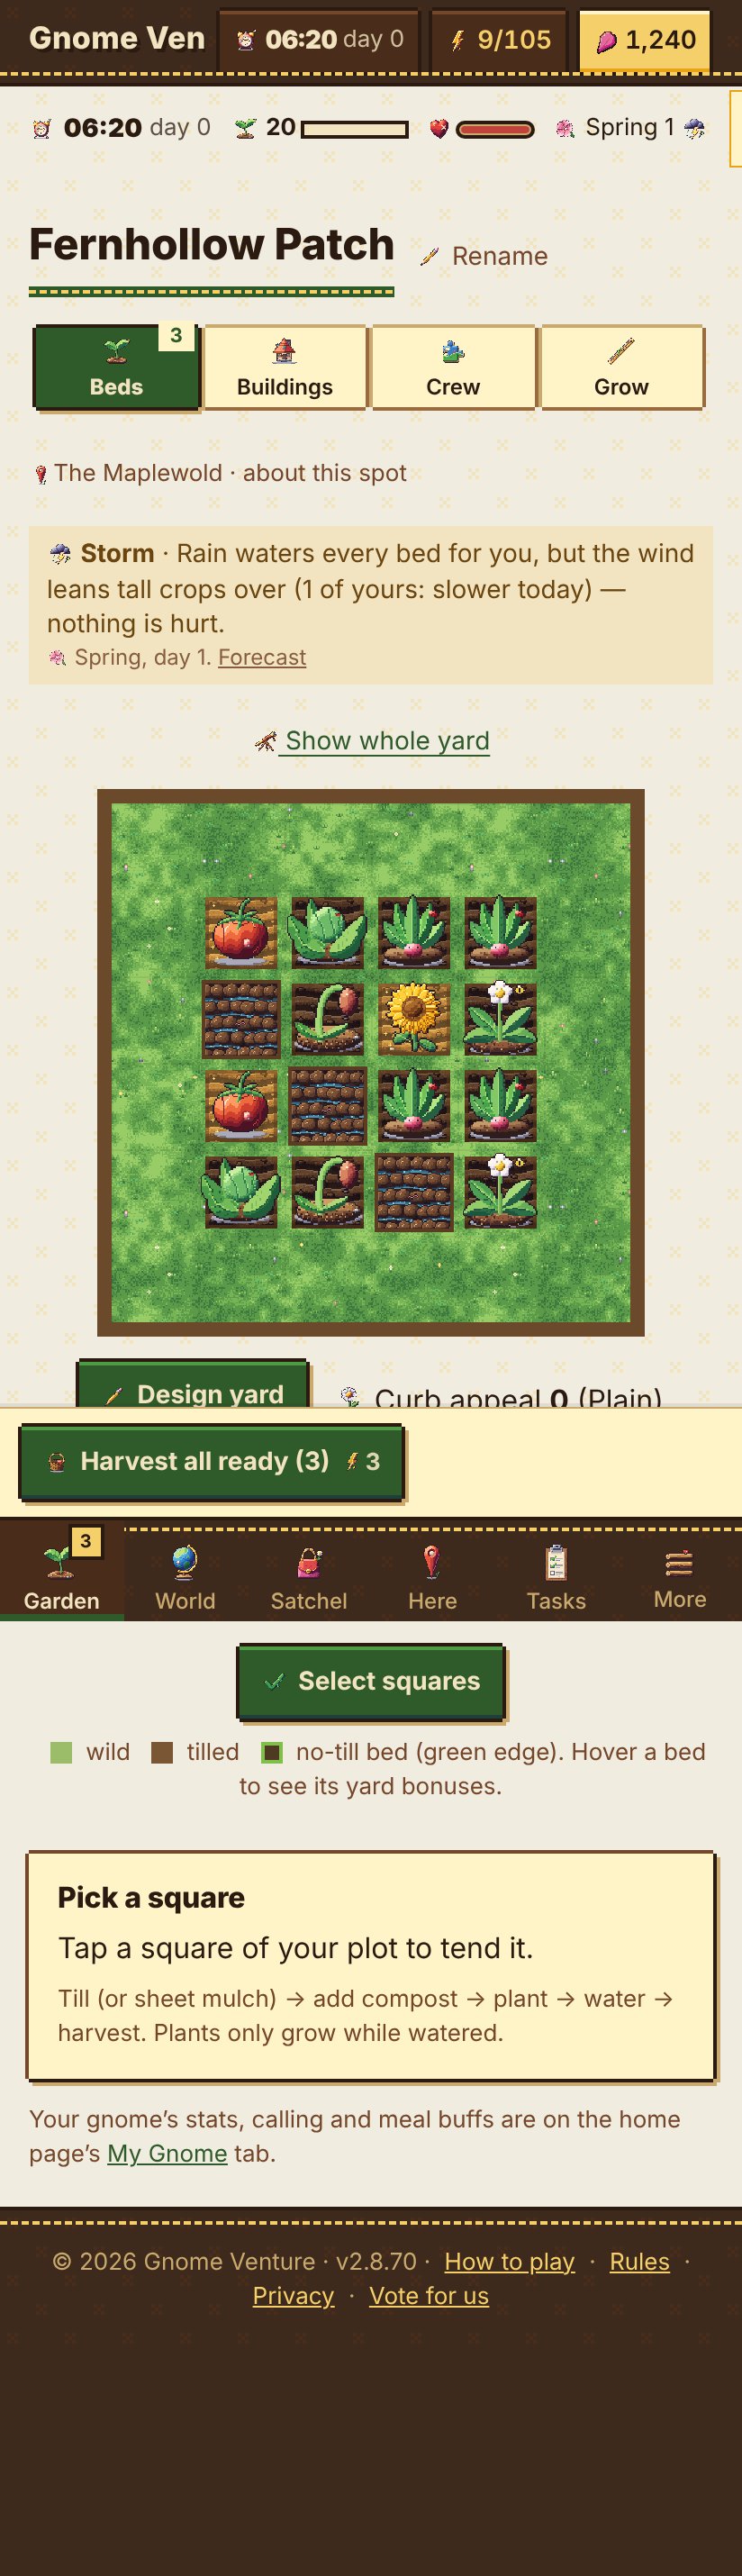 Gnome Ven
06:20 day 0
9/105
1,240
06:20 day 0
20
Spring 1
Fernhollow Patch
Rename
3
Beds
Buildings
Crew
Grow
The Maplewold · about this spot
Storm · Rain waters every bed for you, but the wind
leans tall crops over (1 of yours: slower today) —
nothing is hurt.
Spring, day 1. Forecast
Show whole yard
Design yard
Curb appeal 0 (Plain)
Harvest all ready (3) 3
3
Garden
World
Satchel
Here
Tasks
More
Select squares
wild tilled no-till bed (green edge). Hover a bed
to see its yard bonuses.
Pick a square
Tap a square of your plot to tend it.
Till (or sheet mulch) → add compost → plant → water →
harvest. Plants only grow while watered.
Your gnome’s stats, calling and meal buffs are on the home
page’s My Gnome tab.
© 2026 Gnome Venture · v2.8.70 · How to play · Rules ·
Privacy · Vote for us